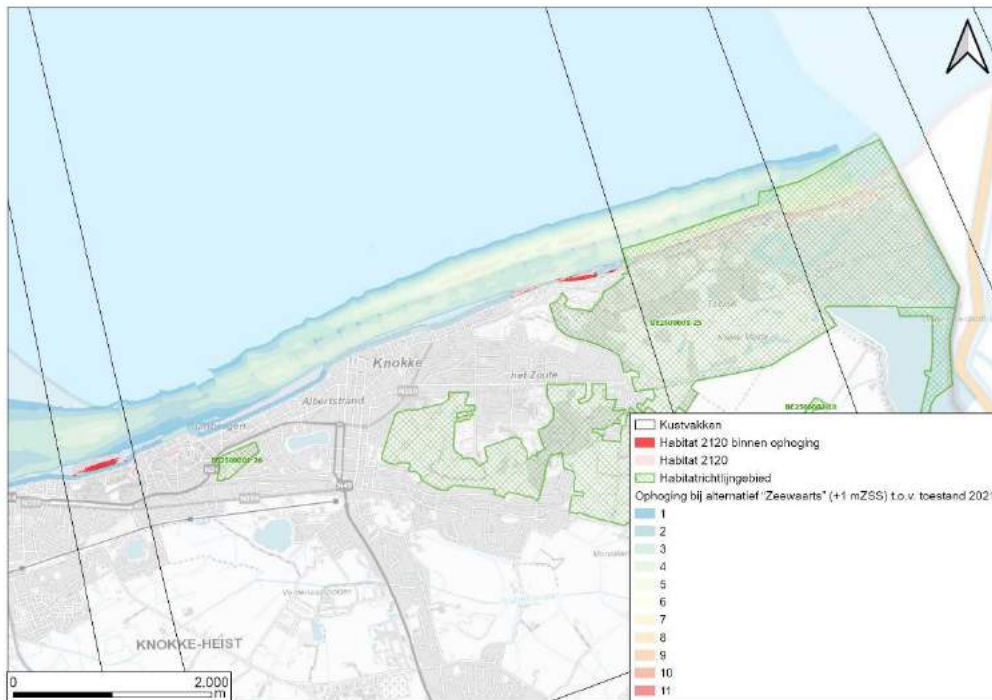 Knokke
het Zoute
Albertstrand
BE2500001-25
BE2500001-26
KNOKKE-HEIST
0 2.000
m
Kustvakken
Habitat 2120 binnen ophoging
Habitat 2120
Habitatrichtlijngebied
Ophoging bij alternatief "Zeewaarts" (+1 mZSS) t.o.v. toestand 2021
1
2
3
4
5
6
7
8
9
10
11